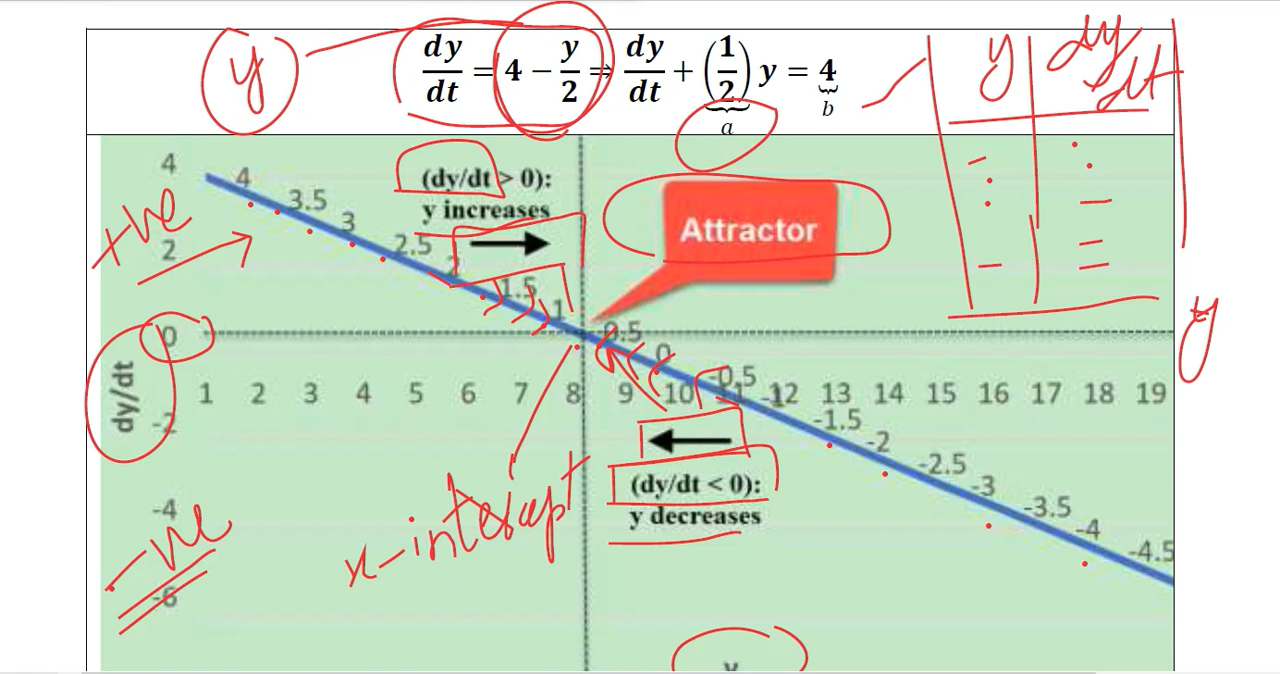 y
dy/dt = 4 − y/2 ⇒ dy/dt + (1/2) y = 4
a
b
y dy/dt
4
2
0
-2
-4
-6
dy/dt
+ve
-ve
4
3.5
3
2.5
2
1.5
1
0.5
0
-0.5
-1
-1.5
-2
-2.5
-3
-3.5
-4
-4.5
(dy/dt > 0):
y increases
Attractor
y
1 2 3 4 5 6 7 8 9 10 11 12 13 14 15 16 17 18 19
(dy/dt < 0):
y decreases
x-intercept
y